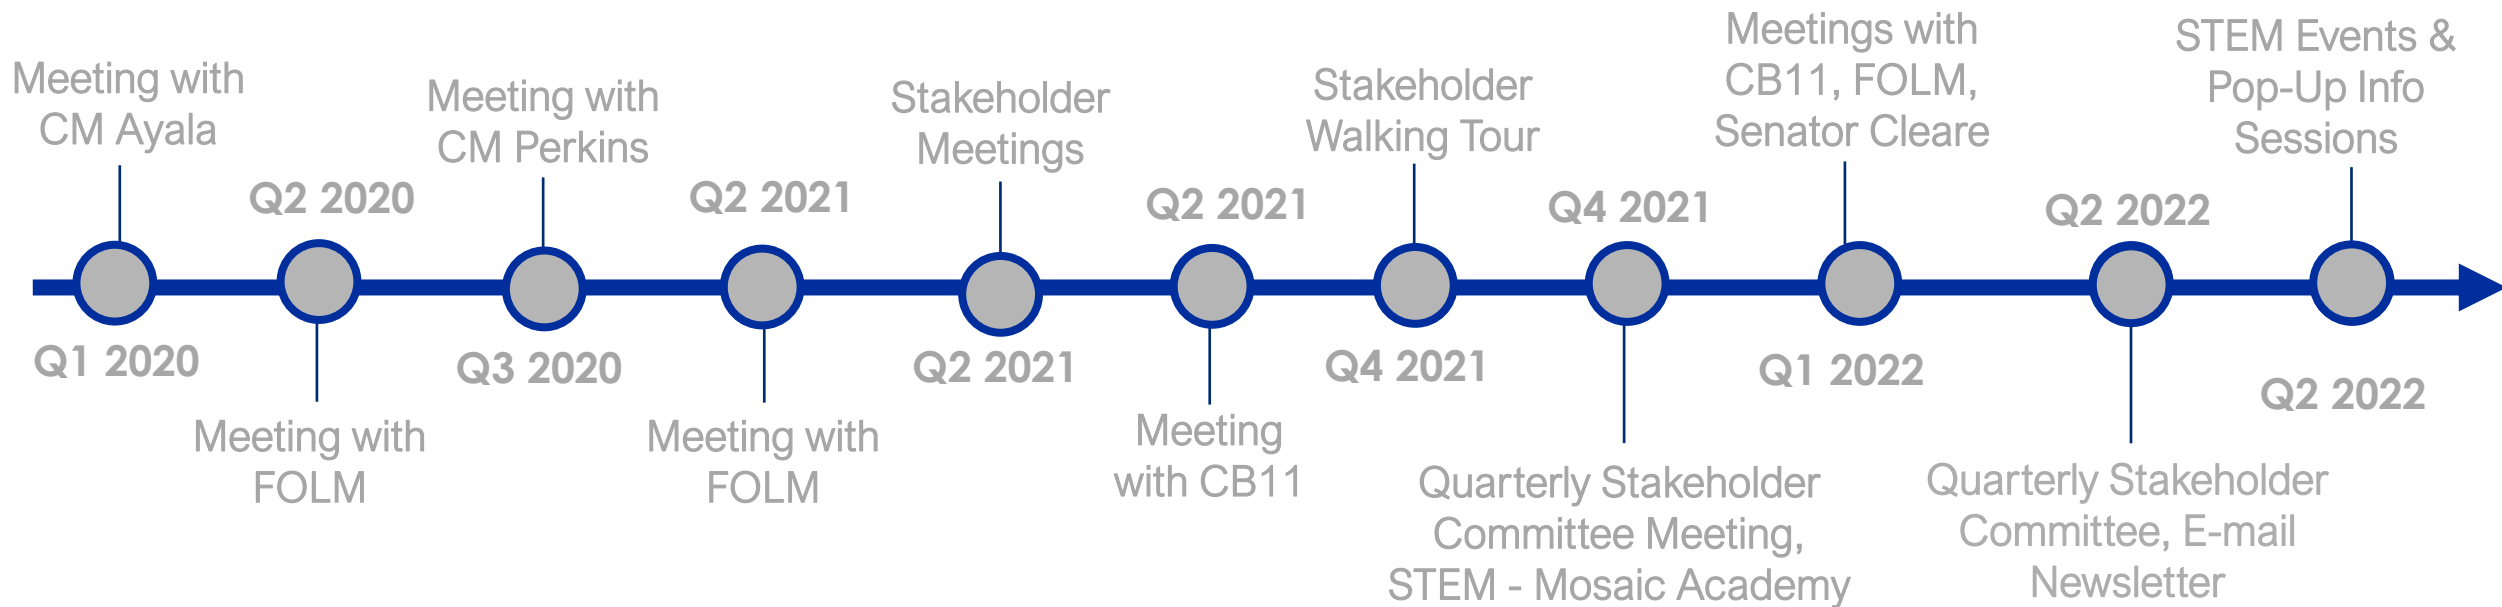 Meeting with
CM Ayala
Q1 2020
Q2 2020
Meeting with
FOLM
Meeting with
CM Perkins
Q3 2020
Q2 2021
Meeting with
FOLM
Stakeholder
Meetings
Q2 2021
Q2 2021
Meeting
with CB11
Stakeholder
Walking Tour
Q4 2021
Q4 2021
Quarterly Stakeholder
Committee Meeting,
STEM - Mosaic Academy
Meetings with
CB11, FOLM,
Senator Cleare
Q1 2022
Q2 2022
Quarterly Stakeholder
Committee, E-mail
Newsletter
STEM Events &
Pop-Up Info
Sessions
Q2 2022